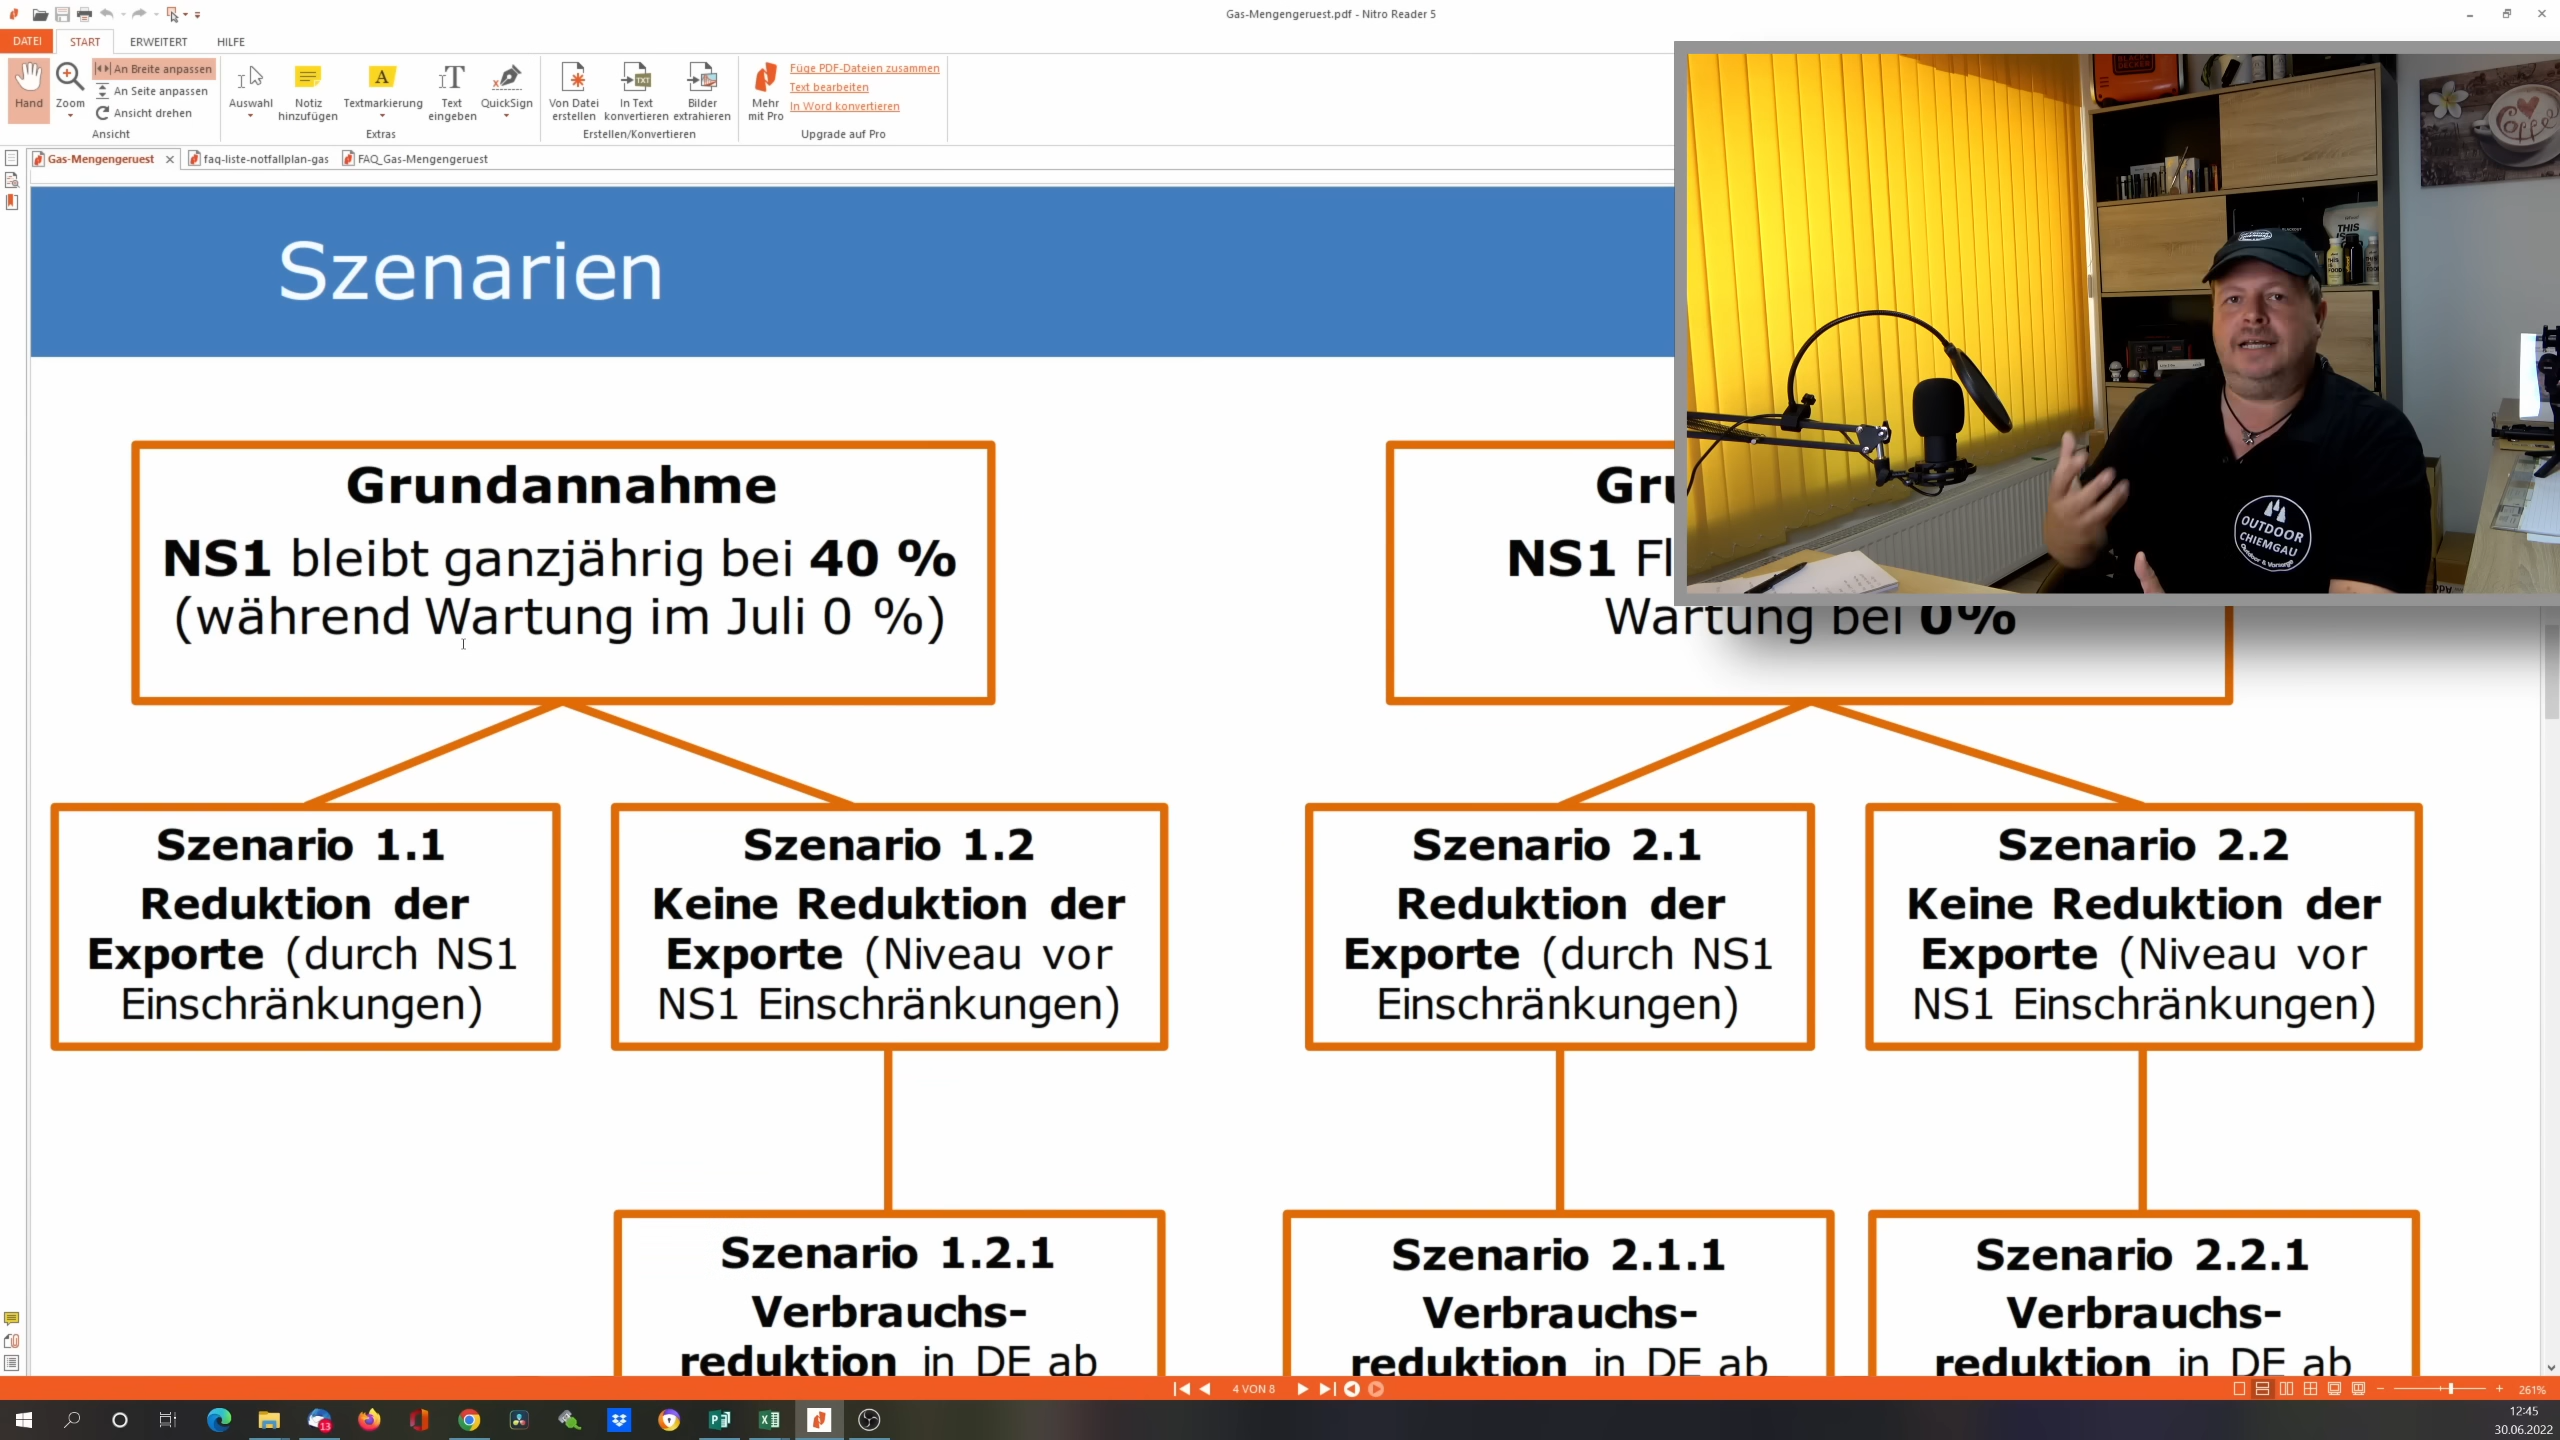 Gas-Mengengeruest.pdf - Nitro Reader 5
DATEI START ERWEITERT HILFE
Hand
Zoom
An Breite anpassen
An Seite anpassen
Ansicht drehen
Ansicht
Auswahl
Notiz hinzufügen
Textmarkierung
Text eingeben
QuickSign
Extras
Von Datei erstellen
In Text konvertieren
Bilder extrahieren
Erstellen/Konvertieren
Mehr mit Pro
Füge PDF-Dateien zusammen
Text bearbeiten
In Word konvertieren
Upgrade auf Pro
Gas-Mengengeruest
faq-liste-notfallplan-gas
FAQ_Gas-Mengengeruest
Szenarien
Grundannahme
NS1 bleibt ganzjährig bei 40 %
(während Wartung im Juli 0 %)
Gru
NS1 Fl
Wartung bei 0%
Szenario 1.1
Reduktion der
Exporte (durch NS1
Einschränkungen)
Szenario 1.2
Keine Reduktion der
Exporte (Niveau vor
NS1 Einschränkungen)
Szenario 2.1
Reduktion der
Exporte (durch NS1
Einschränkungen)
Szenario 2.2
Keine Reduktion der
Exporte (Niveau vor
NS1 Einschränkungen)
Szenario 1.2.1
Verbrauchs-
reduktion in DE ab
Szenario 2.1.1
Verbrauchs-
reduktion in DE ab
Szenario 2.2.1
Verbrauchs-
reduktion in DE ab
Coffe
THIS
OUTDOOR
CHIEMGAU
Outdoor & Vorsorge
4 VON 8
261%
13
12:45
30.06.2022